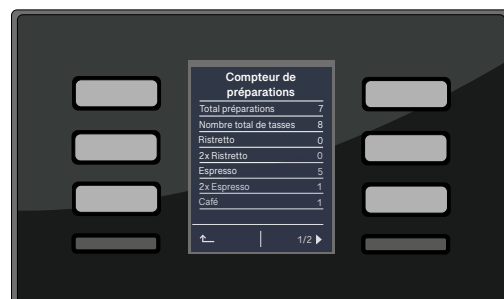 Compteur de
préparations
Total préparations 7
Nombre total de tasses 8
Ristretto 0
2x Ristretto 0
Espresso 5
2x Espresso 1
Café 1
1/2